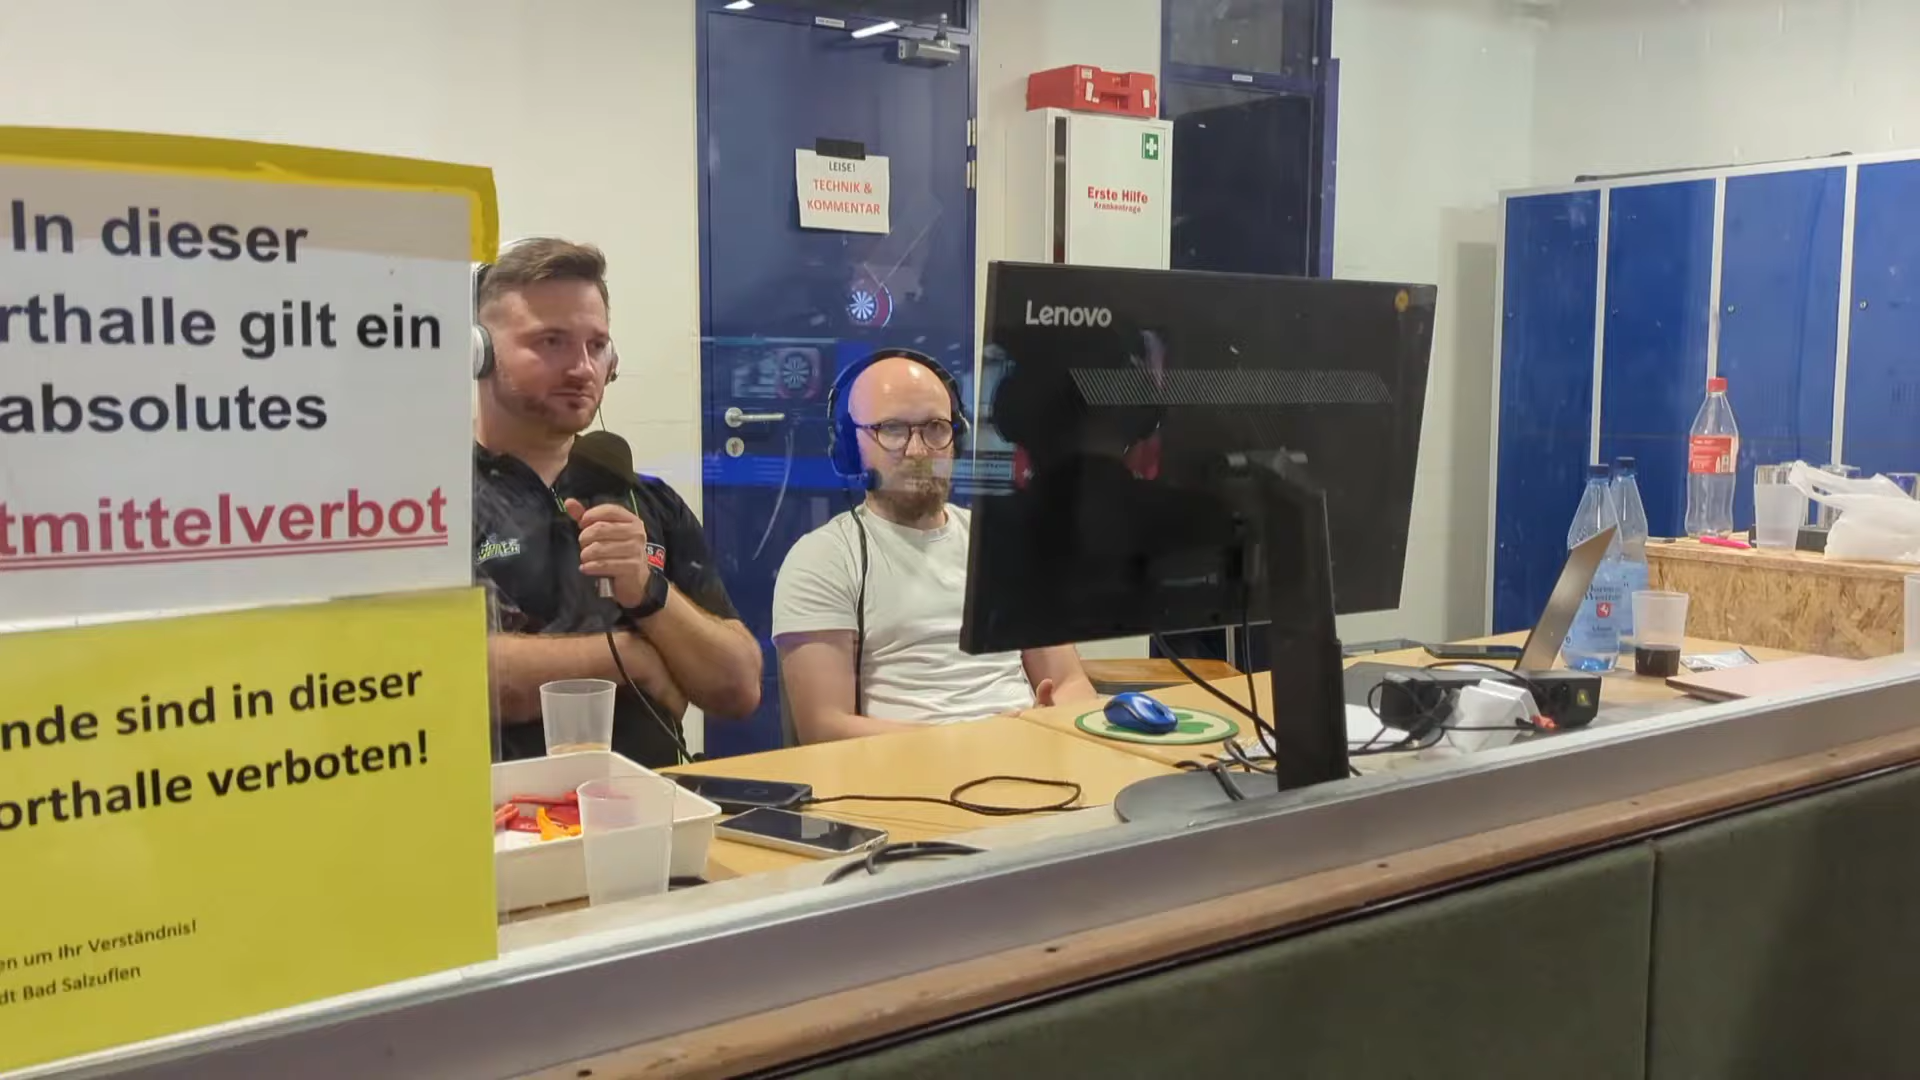 In dieser
rthalle gilt ein
absolutes
tmittelverbot
nde sind in dieser
orthalle verboten!
en um Ihr Verständnis!
dt Bad Salzuflen
LEISE!
TECHNIK &
KOMMENTAR
Erste Hilfe
Krankentrage
Lenovo